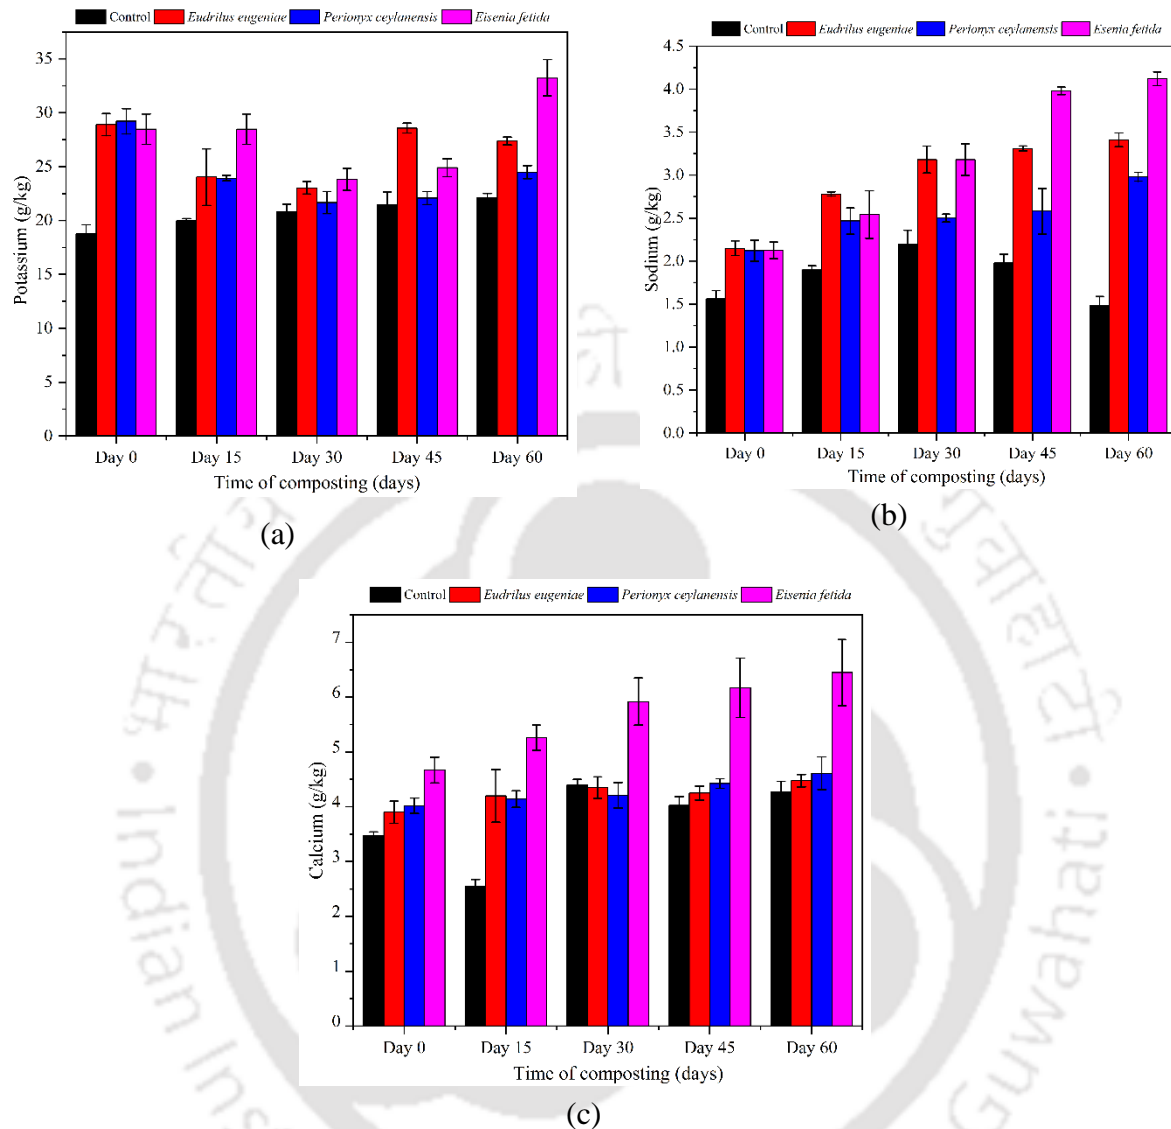 Control Eudrilus eugeniae Perionyx ceylanensis Eisenia fetida
Potassium (g/kg)
35
30
25
20
15
10
5
0
Day 0 Day 15 Day 30 Day 45 Day 60
Time of composting (days)
(a)
Control Eudrilus eugeniae Perionyx ceylanensis Esenia fetida
Sodium (g/kg)
4.5
4.0
3.5
3.0
2.5
2.0
1.5
1.0
0.5
0.0
Day 0 Day 15 Day 30 Day 45 Day 60
Time of composting (days)
(b)
Control Eudrilus eugeniae Perionyx ceylanensis Eisenia fetida
Calcium (g/kg)
7
6
5
4
3
2
1
0
Day 0 Day 15 Day 30 Day 45 Day 60
Time of composting (days)
(c)
Indian Ins
Guwahati